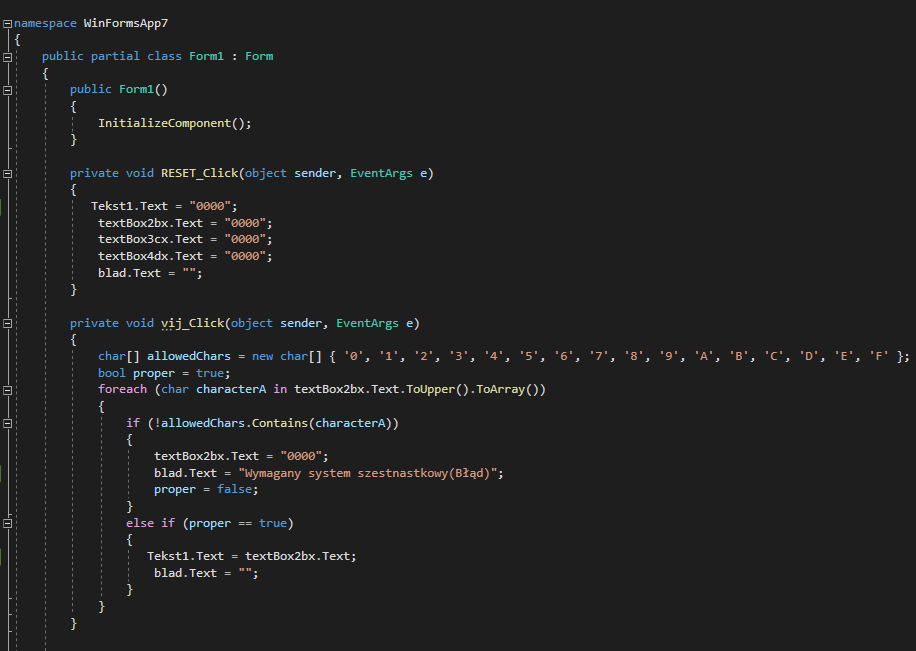 namespace WinFormsApp7
{
public partial class Form1 : Form
{
public Form1()
{
InitializeComponent();
}
private void RESET_Click(object sender, EventArgs e)
{
Tekst1.Text = "0000";
textBox2bx.Text = "0000";
textBox3cx.Text = "0000";
textBox4dx.Text = "0000";
blad.Text = "";
}
private void vij_Click(object sender, EventArgs e)
{
char[] allowedChars = new char[] { '0', '1', '2', '3', '4', '5', '6', '7', '8', '9', 'A', 'B', 'C', 'D', 'E', 'F' };
bool proper = true;
foreach (char characterA in textBox2bx.Text.ToUpper().ToArray())
{
if (!allowedChars.Contains(characterA))
{
textBox2bx.Text = "0000";
blad.Text = "Wymagany system szestnastkowy(Błąd)";
proper = false;
}
else if (proper == true)
{
Tekst1.Text = textBox2bx.Text;
blad.Text = "";
}
}
}